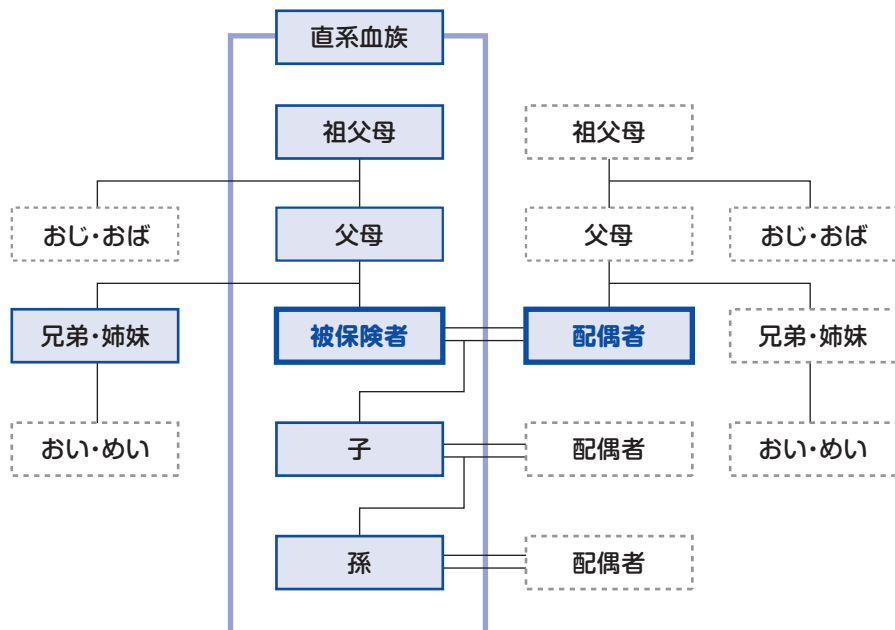 直系血族
祖父母
祖父母
おじ・おば
父母
父母
おじ・おば
兄弟・姉妹
被保険者
配偶者
兄弟・姉妹
おい・めい
子
配偶者
おい・めい
孫
配偶者